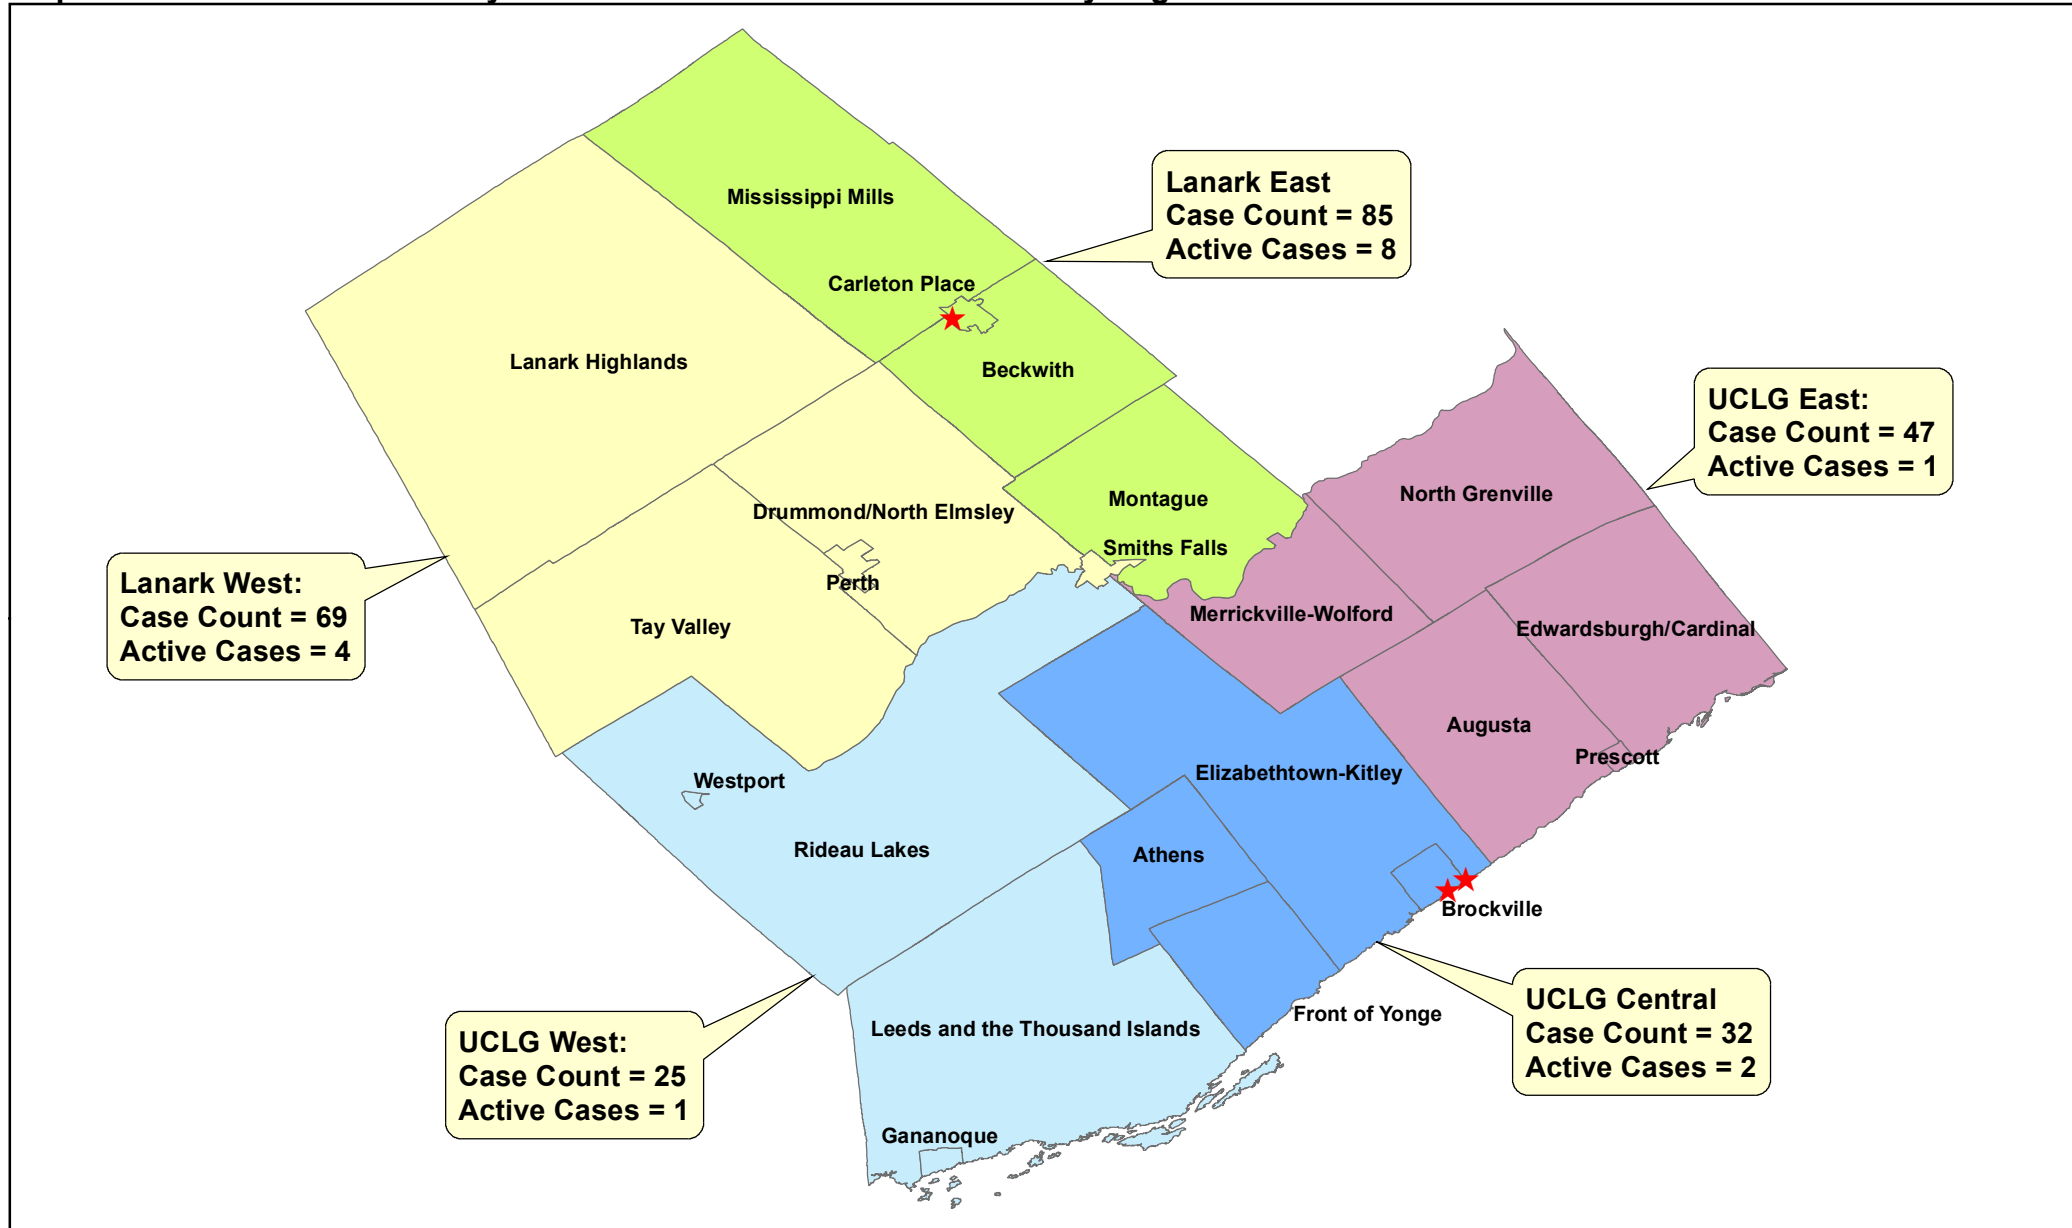 Mississippi Mills
Lanark East
Case Count = 85
Active Cases = 8
Carleton Place
Lanark Highlands
Beckwith
UCLG East:
Case Count = 47
Active Cases = 1
North Grenville
Montague
Drummond/North Elmsley
Smiths Falls
Perth
Lanark West:
Case Count = 69
Active Cases = 4
Merrickville-Wolford
Tay Valley
Edwardsburgh/Cardinal
Augusta
Prescott
Elizabethtown-Kitley
Westport
Rideau Lakes
Athens
Brockville
UCLG Central
Case Count = 32
Active Cases = 2
Front of Yonge
Leeds and the Thousand Islands
UCLG West:
Case Count = 25
Active Cases = 1
Gananoque